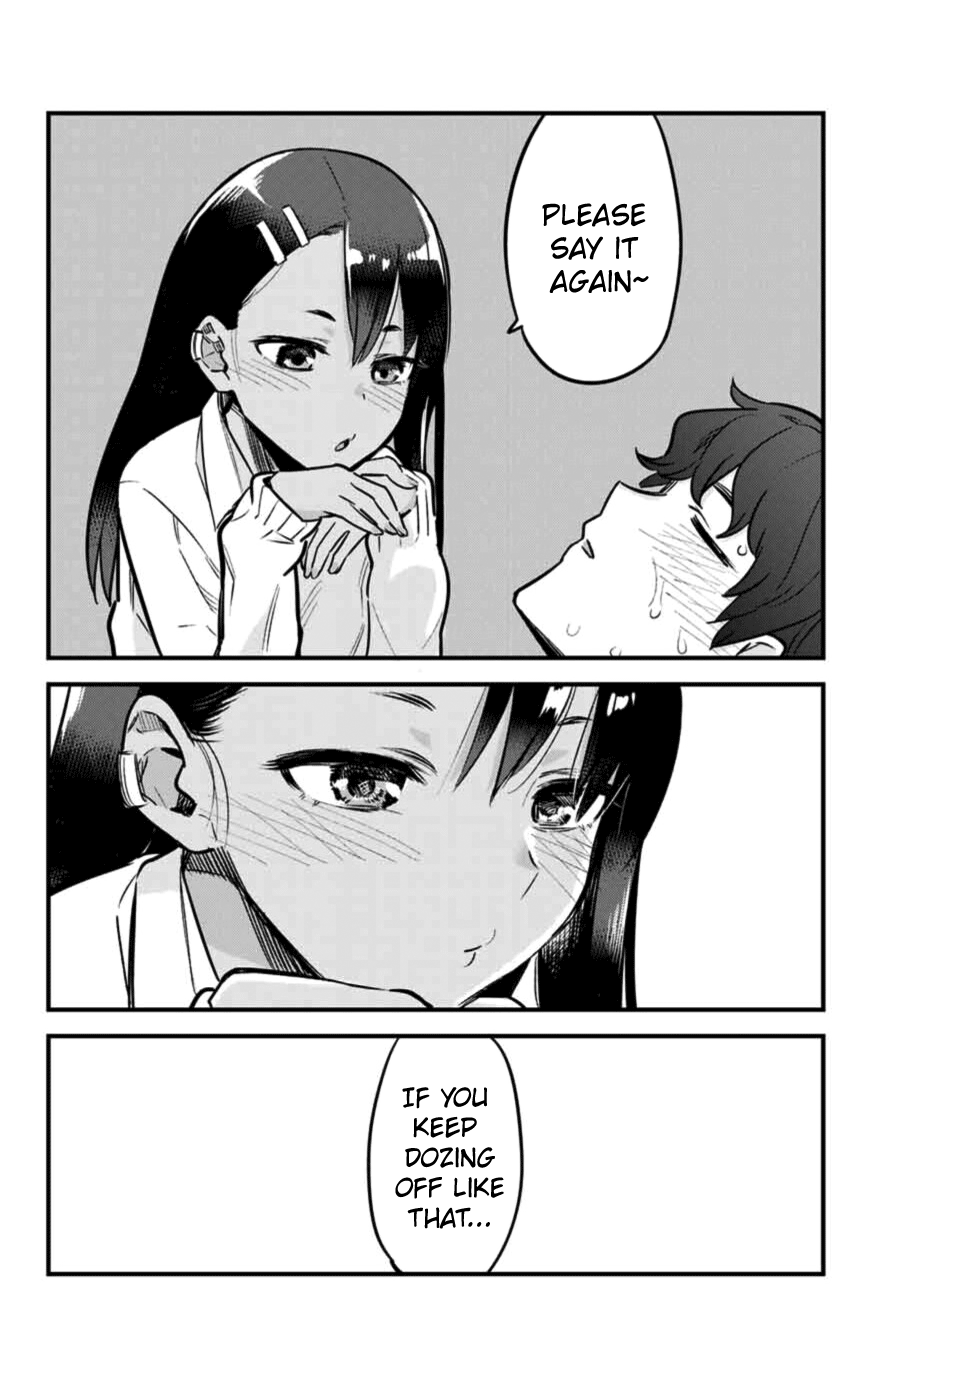 PLEASE
SAY IT
AGAIN~
IF YOU
KEEP
DOZING
OFF LIKE
THAT...